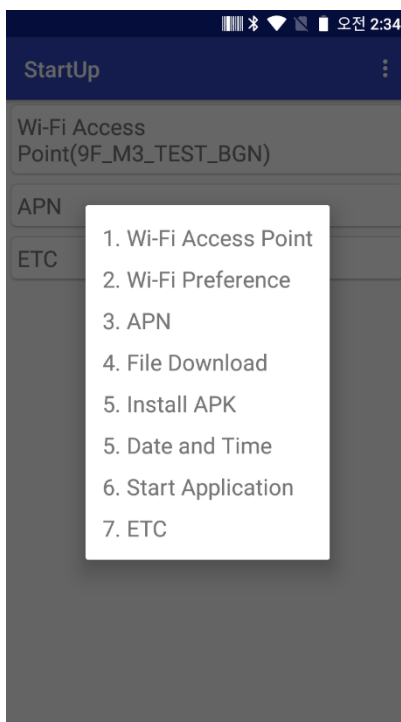 오전 2:34
StartUp
Wi-Fi Access
Point(9F_M3_TEST_BGN)
APN
ETC
1. Wi-Fi Access Point
2. Wi-Fi Preference
3. APN
4. File Download
5. Install APK
5. Date and Time
6. Start Application
7. ETC